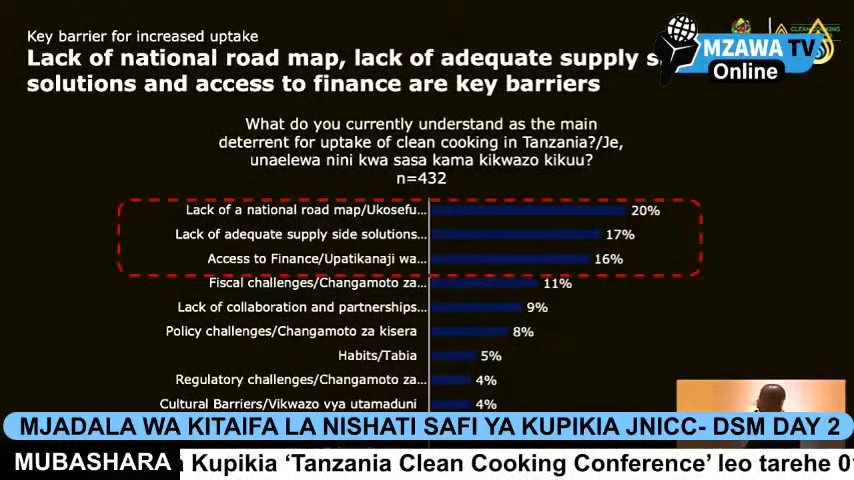 Key barrier for increased uptake
Lack of national road map, lack of adequate supply
solutions and access to finance are key barriers
MZAWA TV
Online
What do you currently understand as the main
deterrent for uptake of clean cooking in Tanzania?/Je,
unaelewa nini kwa sasa kama kikwazo kikuu?
n=432
Lack of a national road map/Ukosefu... 20%
Lack of adequate supply side solutions... 17%
Access to Finance/Upatikanaji wa... 16%
Fiscal challenges/Changamoto za... 11%
Lack of collaboration and partnerships... 9%
Policy challenges/Changamoto za kisera 8%
Habits/Tabia 5%
Regulatory challenges/Changamoto za... 4%
Cultural Barriers/Vikwazo vya utamaduni 4%
MJADALA WA KITAIFA LA NISHATI SAFI YA KUPIKIA JNICC- DSM DAY 2
MUBASHARA Kupikia ‘Tanzania Clean Cooking Conference’ leo tarehe